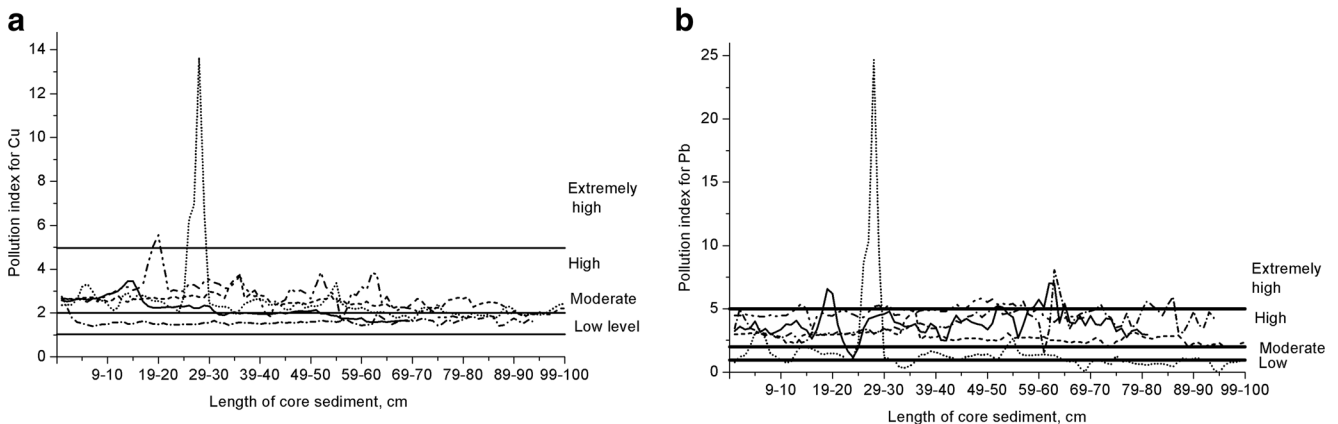 a
14
12
10
8
6
4
2
0
Pollution index for Cu
Extremely
high
High
Moderate
Low level
9-10 19-20 29-30 39-40 49-50 59-60 69-70 79-80 89-90 99-100
Length of core sediment, cm
b
25
20
15
10
5
0
Pollution index for Pb
Extremely
high
High
Moderate
Low
9-10 19-20 29-30 39-40 49-50 59-60 69-70 79-80 89-90 99-100
Length of core sediment, cm